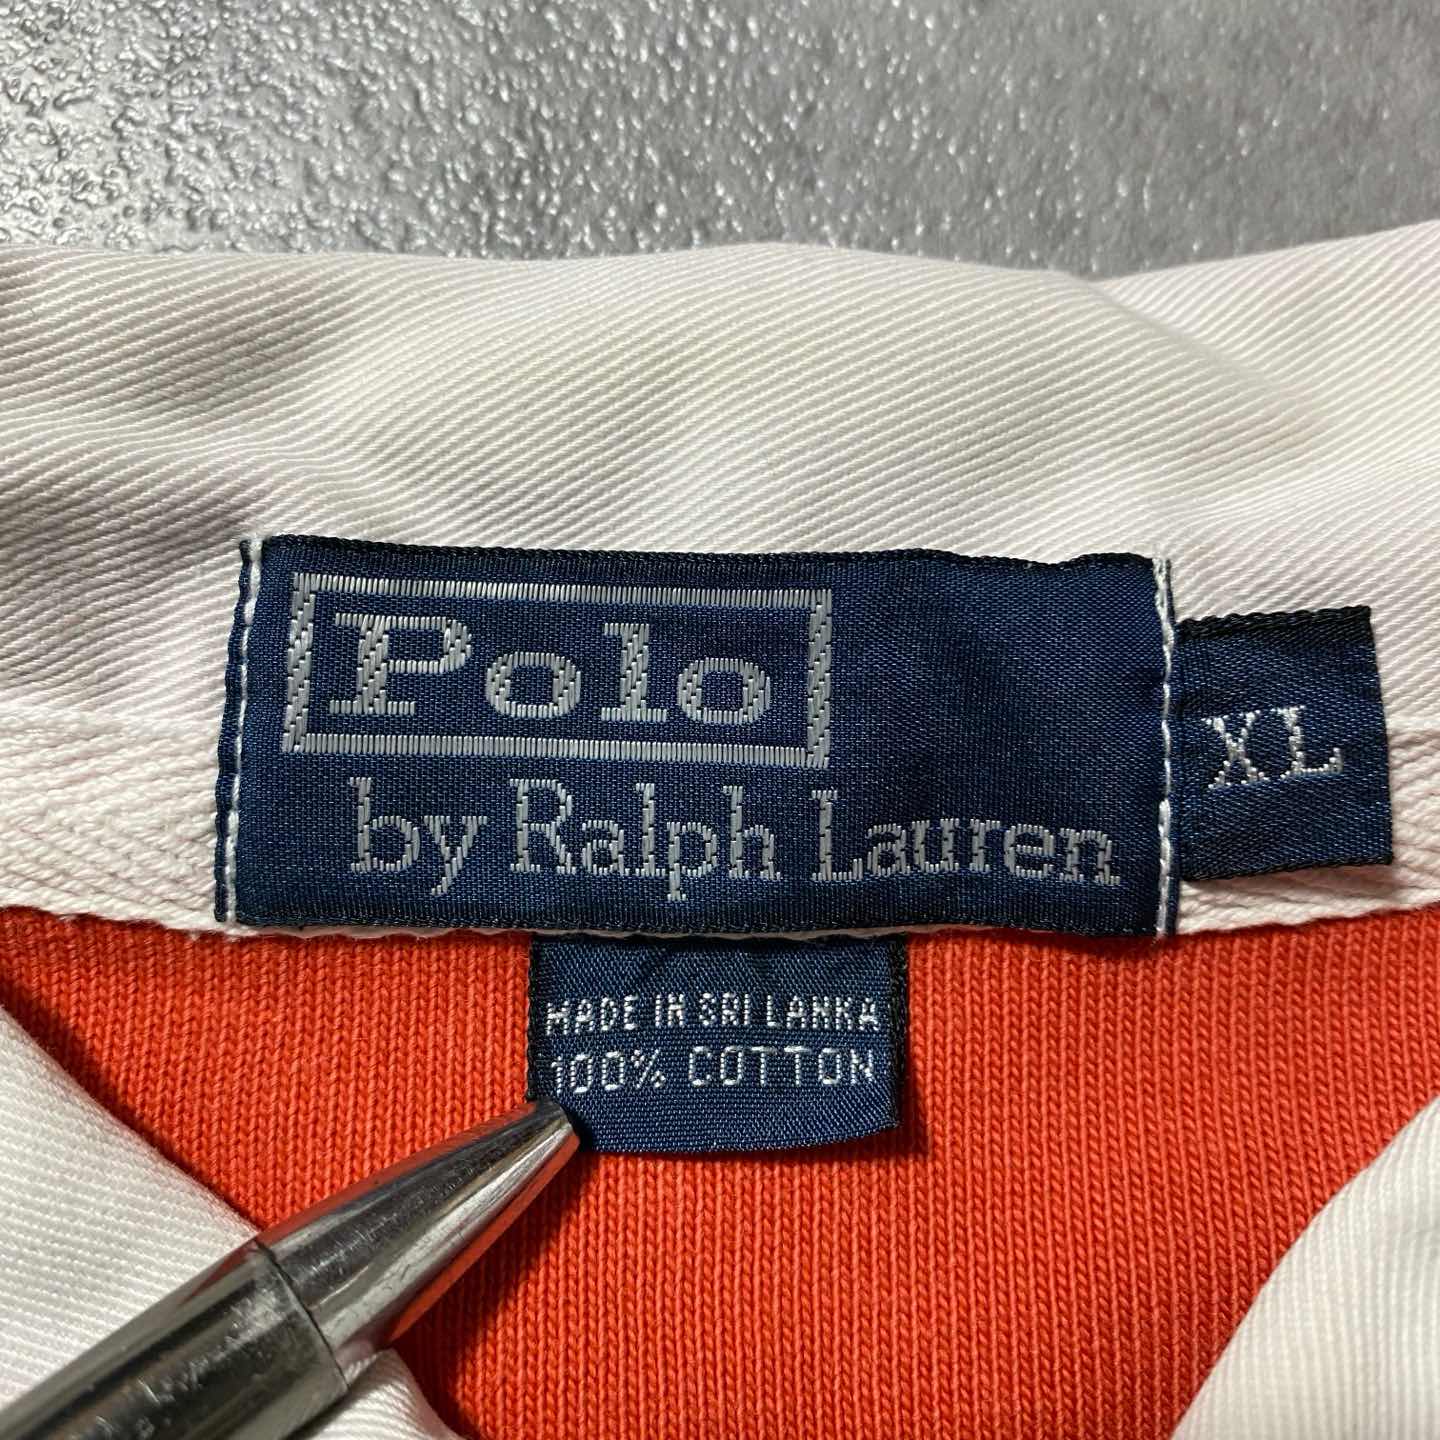 Polo
by Ralph Lauren
XL
MADE IN SRI LANKA
100% COTTON